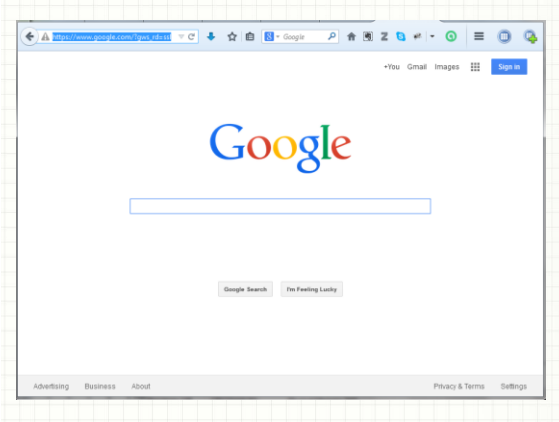 https://www.google.com/?gws_rd=ssl
8 Google
Z
S
+You Gmail Images
Sign in
Google
Google Search I'm Feeling Lucky
Advertising Business About Privacy & Terms Settings